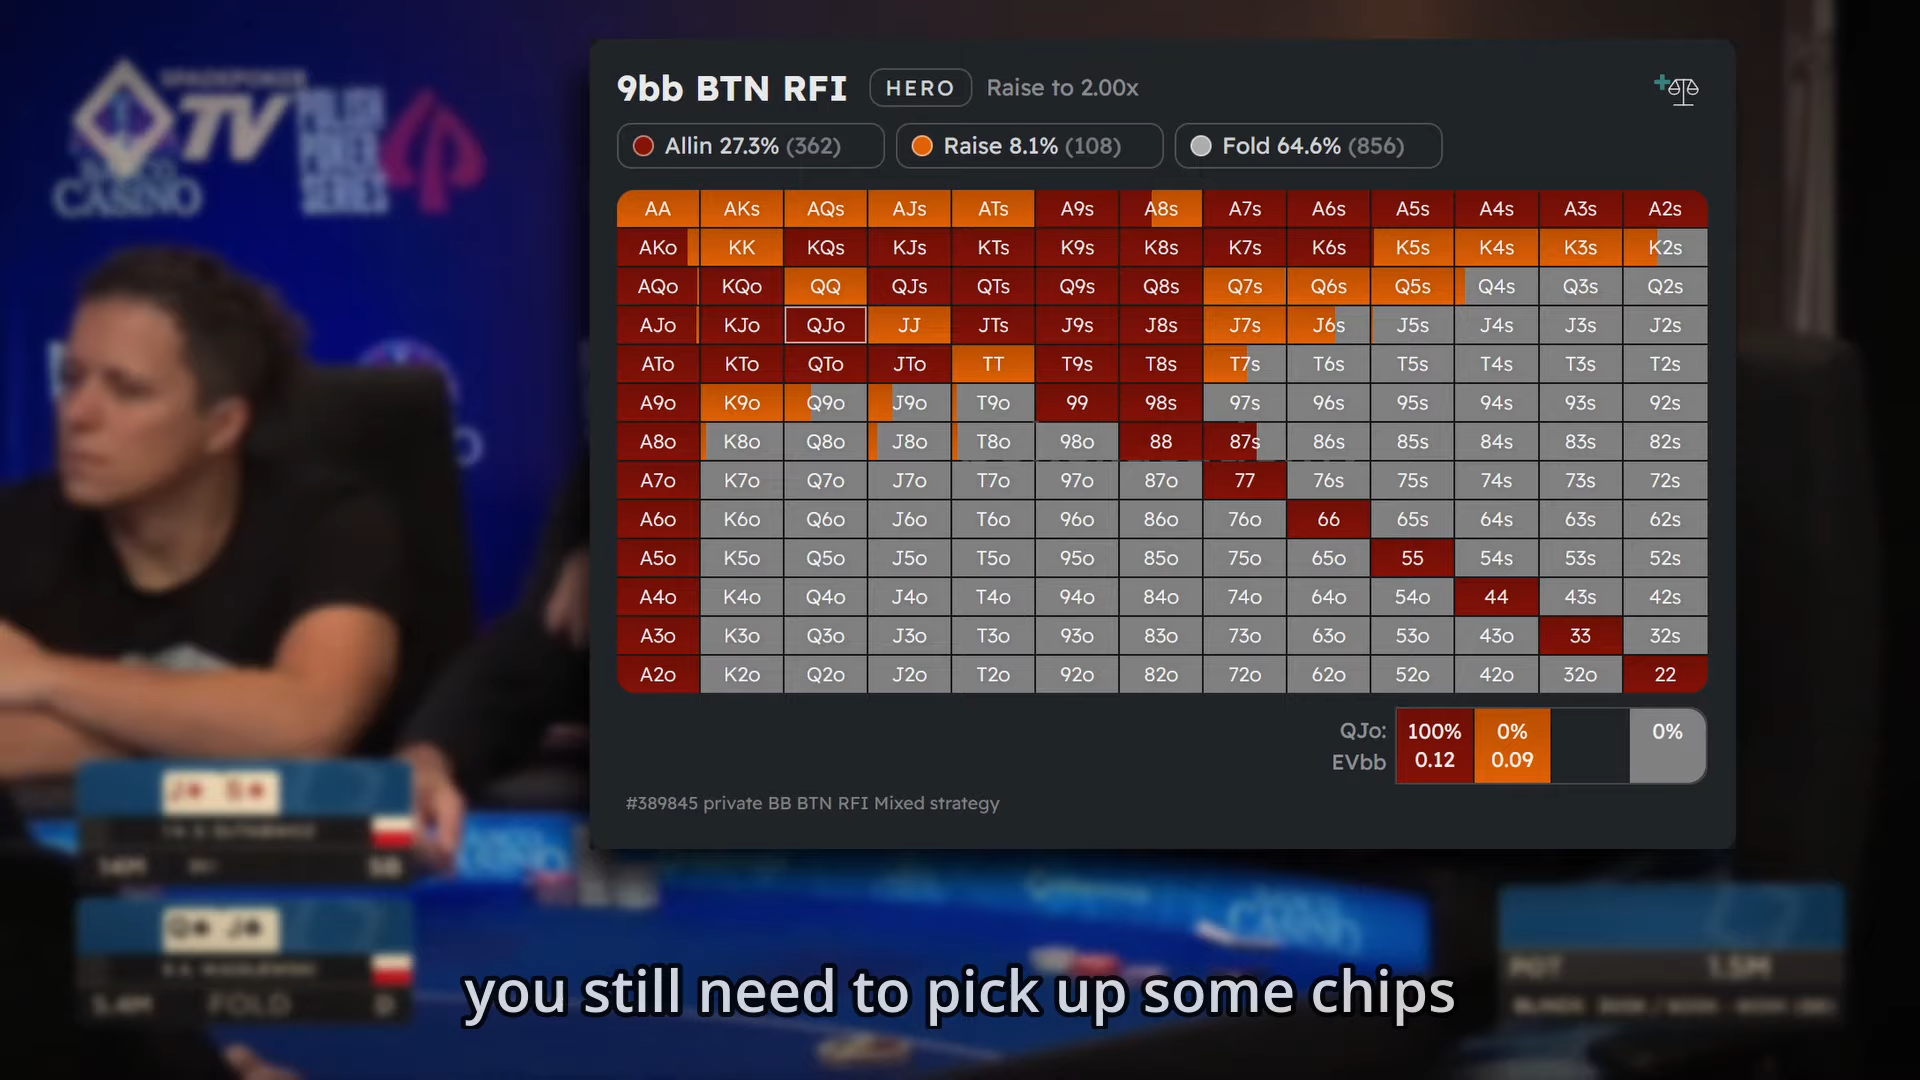 9bb BTN RFI HERO Raise to 2.00x
Allin 27.3% (362) Raise 8.1% (108) Fold 64.6% (856)
AA AKs AQs AJs ATs A9s A8s A7s A6s A5s A4s A3s A2s
AKo KK KQs KJs KTs K9s K8s K7s K6s K5s K4s K3s K2s
AQo KQo QQ QJs QTs Q9s Q8s Q7s Q6s Q5s Q4s Q3s Q2s
AJo KJo QJo JJ JTs J9s J8s J7s J6s J5s J4s J3s J2s
ATo KTo QTo JTo TT T9s T8s T7s T6s T5s T4s T3s T2s
A9o K9o Q9o J9o T9o 99 98s 97s 96s 95s 94s 93s 92s
A8o K8o Q8o J8o T8o 98o 88 87s 86s 85s 84s 83s 82s
A7o K7o Q7o J7o T7o 97o 87o 77 76s 75s 74s 73s 72s
A6o K6o Q6o J6o T6o 96o 86o 76o 66 65s 64s 63s 62s
A5o K5o Q5o J5o T5o 95o 85o 75o 65o 55 54s 53s 52s
A4o K4o Q4o J4o T4o 94o 84o 74o 64o 54o 44 43s 42s
A3o K3o Q3o J3o T3o 93o 83o 73o 63o 53o 43o 33 32s
A2o K2o Q2o J2o T2o 92o 82o 72o 62o 52o 42o 32o 22
QJo: 100% 0% 0%
EVbb 0.12 0.09
#389845 private BB BTN RFI Mixed strategy
TV
POLISH
POKER
SERIES
CASINO
14M SB
Q J
FOLD D
POT 1.5M
you still need to pick up some chips